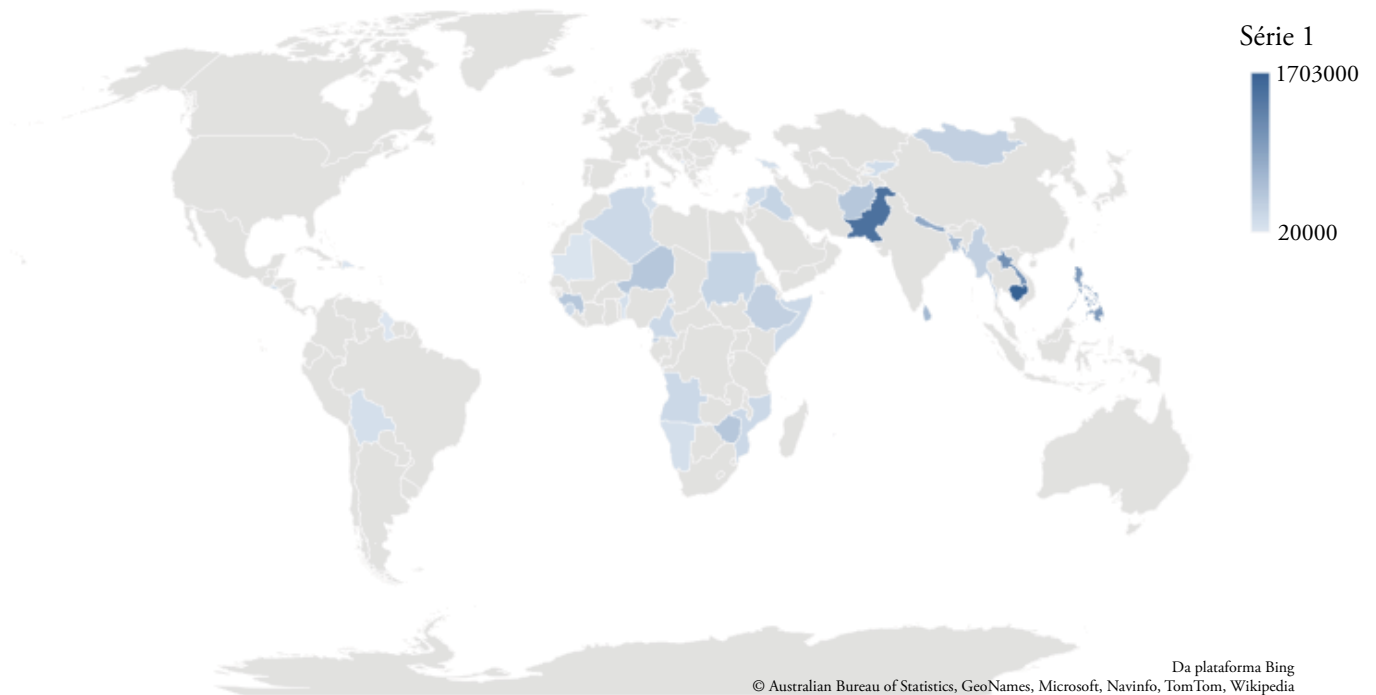 Série 1
1703000
20000
Da plataforma Bing
© Australian Bureau of Statistics, GeoNames, Microsoft, Navinfo, TomTom, Wikipedia